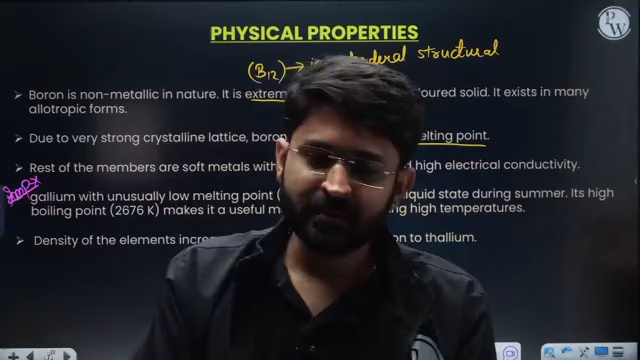 PHYSICAL PROPERTIES
(B12) → structural
Boron is non-metallic in nature. It is oured solid. It exists in many
allotropic forms.
Due to very strong crystalline lattice, boron elting point.
Rest of the members are soft metals with d high electrical conductivity.
Imp*
gallium with unusually low melting point ( quid state during summer. Its high
boiling point (2676 K) makes it a useful m ng high temperatures.
Density of the elements incre on to thallium.
PW